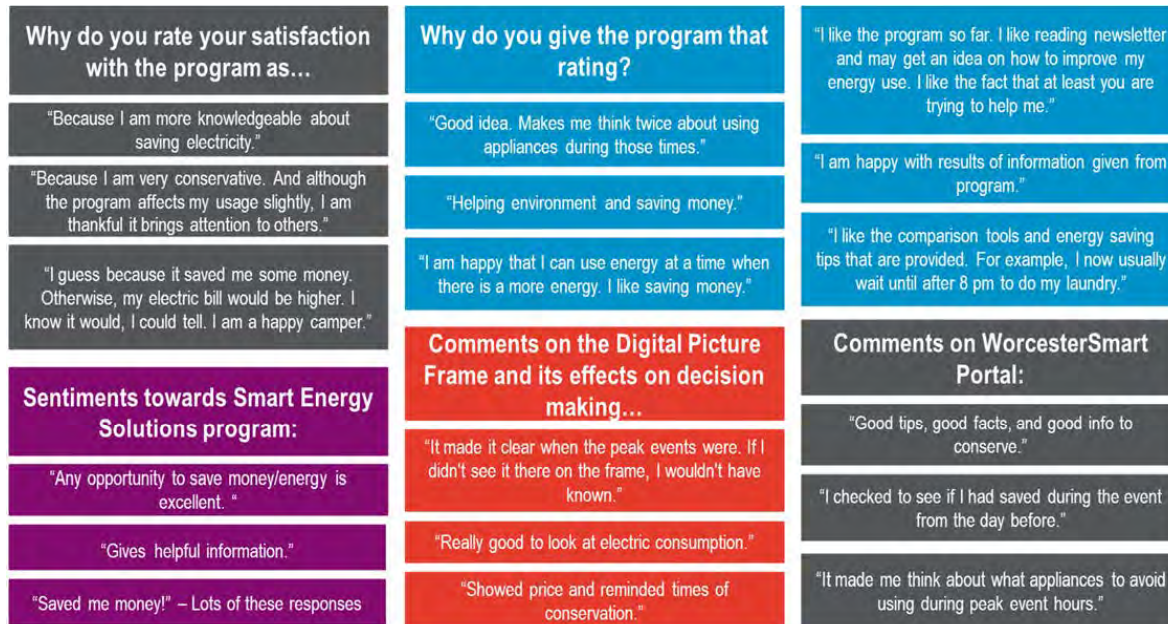 Why do you rate your satisfaction
with the program as…
“Because I am more knowledgeable about
saving electricity.”
“Because I am very conservative. And although
the program affects my usage slightly, I am
thankful it brings attention to others.”
“I guess because it saved me some money.
Otherwise, my electric bill would be higher. I
know it would, I could tell. I am a happy camper.”
Sentiments towards Smart Energy
Solutions program:
“Any opportunity to save money/energy is
excellent. “
“Gives helpful information.”
“Saved me money!” – Lots of these responses
Why do you give the program that
rating?
“Good idea. Makes me think twice about using
appliances during those times.”
“Helping environment and saving money.”
“I am happy that I can use energy at a time when
there is a more energy. I like saving money.”
Comments on the Digital Picture
Frame and its effects on decision
making…
“It made it clear when the peak events were. If I
didn't see it there on the frame, I wouldn't have
known.”
“Really good to look at electric consumption.”
“Showed price and reminded times of
conservation.”
“I like the program so far. I like reading newsletter
and may get an idea on how to improve my
energy use. I like the fact that at least you are
trying to help me.”
“I am happy with results of information given from
program.”
“I like the comparison tools and energy saving
tips that are provided. For example, I now usually
wait until after 8 pm to do my laundry.”
Comments on WorcesterSmart
Portal:
“Good tips, good facts, and good info to
conserve.”
“I checked to see if I had saved during the event
from the day before.”
“It made me think about what appliances to avoid
using during peak event hours.”